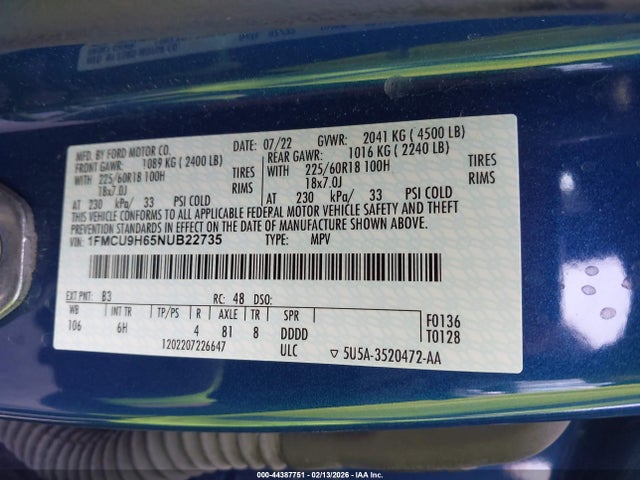 MFD. BY FORD MOTOR CO. 07/22 GVWR: 2041 KG ( 4500 LB)
FRONT GAWR: 1089 KG ( 2400 LB) REAR GAWR: 1016 KG ( 2240 LB)
WITH 225/60R18 100H TIRES WITH 225/60R18 100H TIRES
18x7.0J RIMS 18x7.0J RIMS
AT 230 kPa/ 33 PSI COLD AT 230 kPa/ 33 PSI COLD
THIS VEHICLE CONFORMS TO ALL APPLICABLE FEDERAL MOTOR VEHICLE SAFETY AND THEFT
PREVENTION STANDARDS IN EFFECT ON THE DATE OF MANUFACTURE SHOWN ABOVE.
VIN: 1FMCU9H65NUB22735 TYPE: MPV
EXT PNT: B3 RC: 48 DSO:
WB INT TR TP/PS R AXLE TR SPR
106 6H 4 81 8 DDDD
F0136
T0128
1202207226647 ULC ▽ 5U5A-3520472-AA
000-44387751 - 02/13/2026 - IAA Inc.